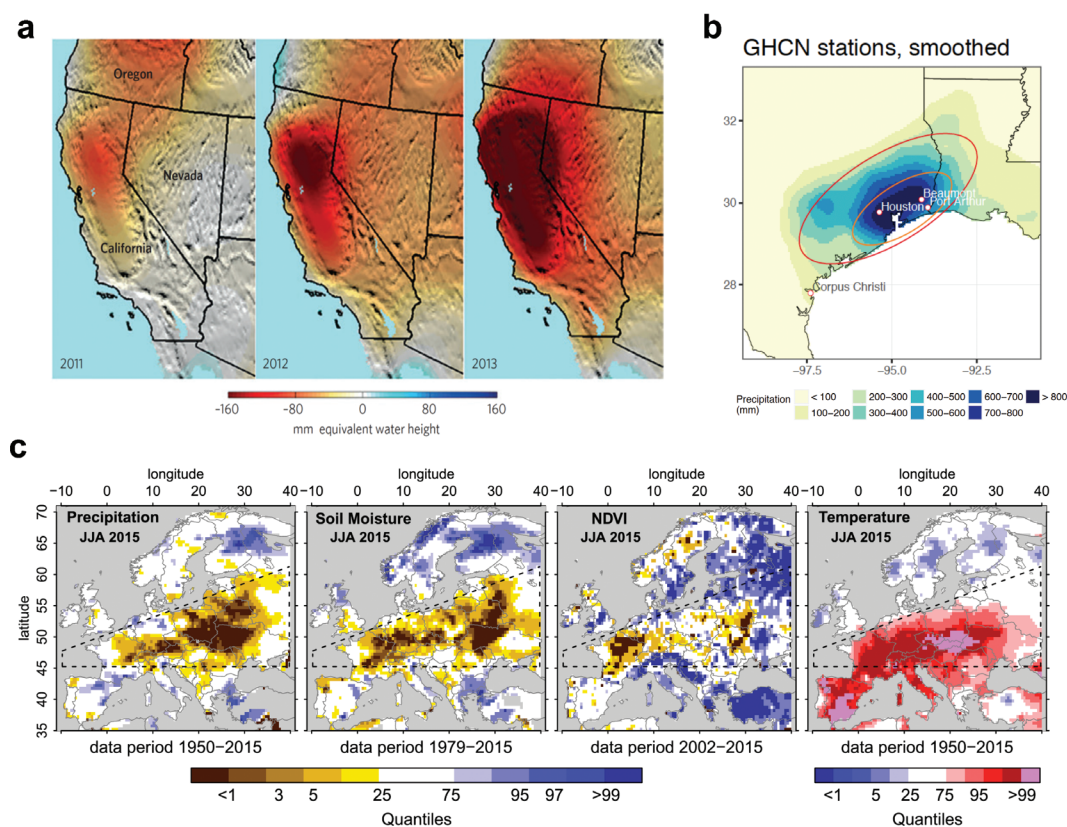 a
Oregon
Nevada
California
2011
2012
2013
-160 -80 0 80 160
mm equivalent water height
b
GHCN stations, smoothed
32
30
28
Beaumont
Houston
Port Arthur
Corpus Christi
−97.5 −95.0 −92.5
Precipitation
(mm)
< 100 200−300 400−500 600−700 > 800
100−200 300−400 500−600 700−800
c
longitude longitude longitude longitude
−10 0 10 20 30 40 −10 0 10 20 30 40 −10 0 10 20 30 40 −10 0 10 20 30 40
latitude
70
65
60
55
50
45
40
35
Precipitation
JJA 2015
Soil Moisture
JJA 2015
NDVI
JJA 2015
Temperature
JJA 2015
data period 1950−2015 data period 1979−2015 data period 2002−2015 data period 1950−2015
<1 3 5 25 75 95 97 >99
Quantiles
<1 5 25 75 95 >99
Quantiles